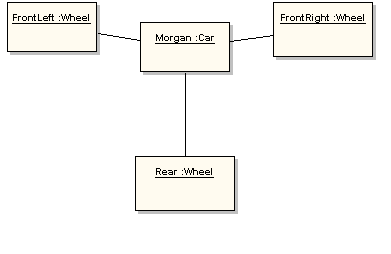 FrontLeft :Wheel
FrontRight :Wheel
Morgan :Car
Rear :Wheel